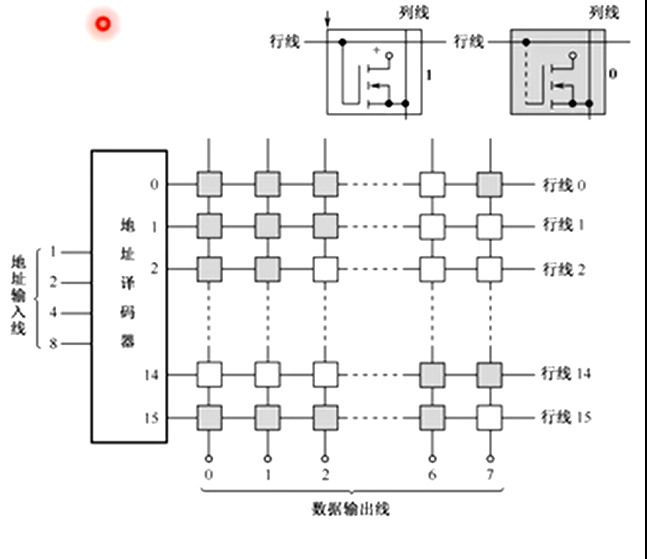 列线 列线
行线 行线
+
1 0
0 行线 0
地 1 行线 1
1 址 2 行线 2
地址输入线
2 译
4 码
8 器
14 行线 14
15 行线 15
0 1 2 6 7
数据输出线